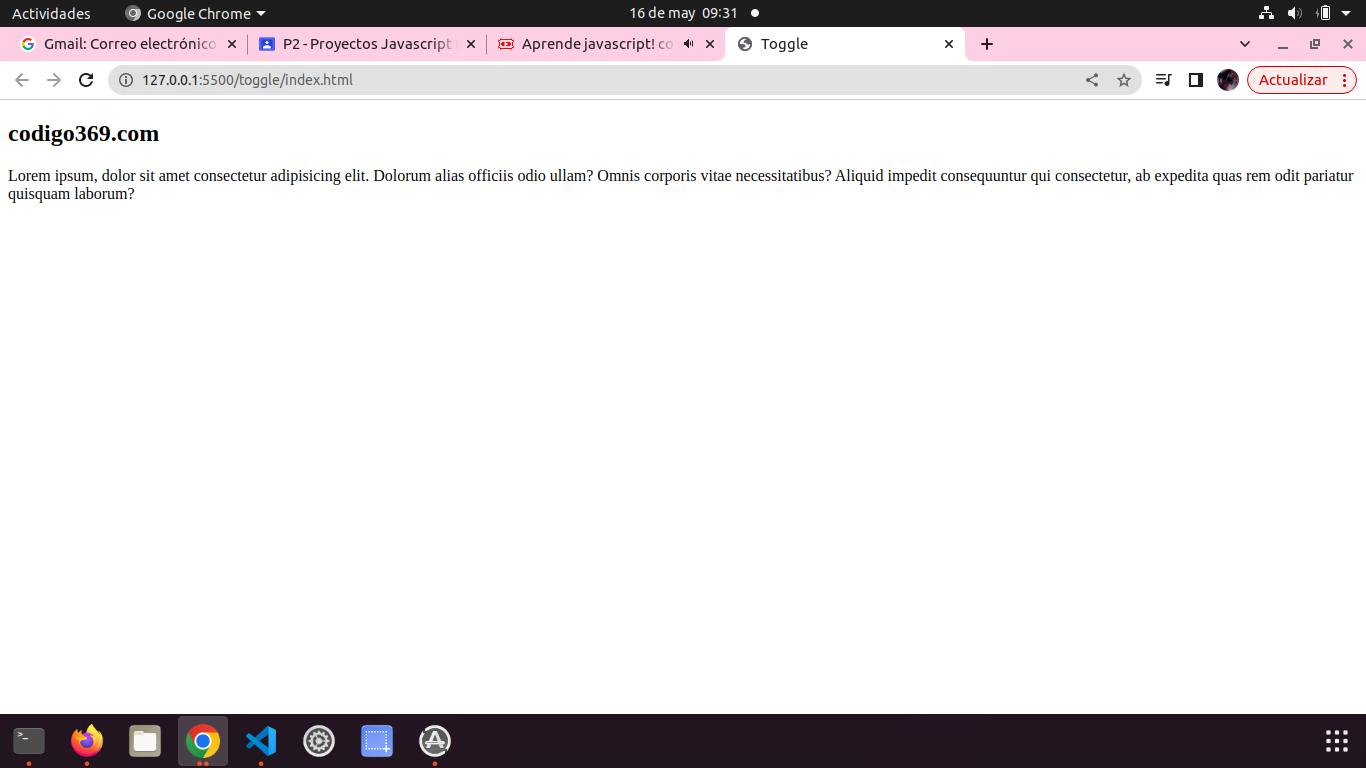 Actividades Google Chrome 16 de may 09:31
Gmail: Correo electrónico P2 - Proyectos Javascript Aprende javascript! co Toggle
127.0.0.1:5500/toggle/index.html Actualizar
codigo369.com
Lorem ipsum, dolor sit amet consectetur adipisicing elit. Dolorum alias officiis odio ullam? Omnis corporis vitae necessitatibus? Aliquid impedit consequuntur qui consectetur, ab expedita quas rem odit pariatur
quisquam laborum?